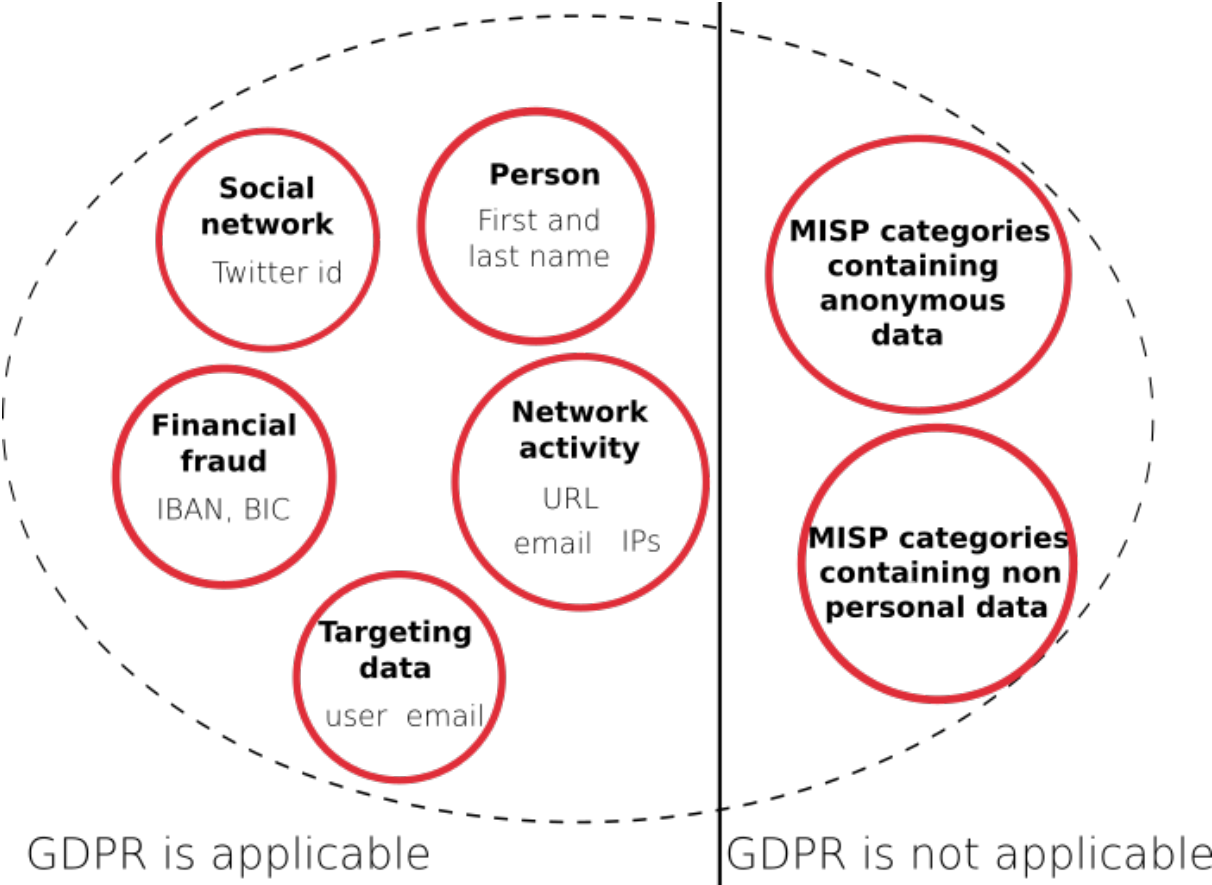 Social
network
Twitter id
Person
First and
last name
MISP categories
containing
anonymous
data
Financial
fraud
IBAN, BIC
Network
activity
URL
email IPs
MISP categories
containing non
personal data
Targeting
data
user email
GDPR is applicable
GDPR is not applicable